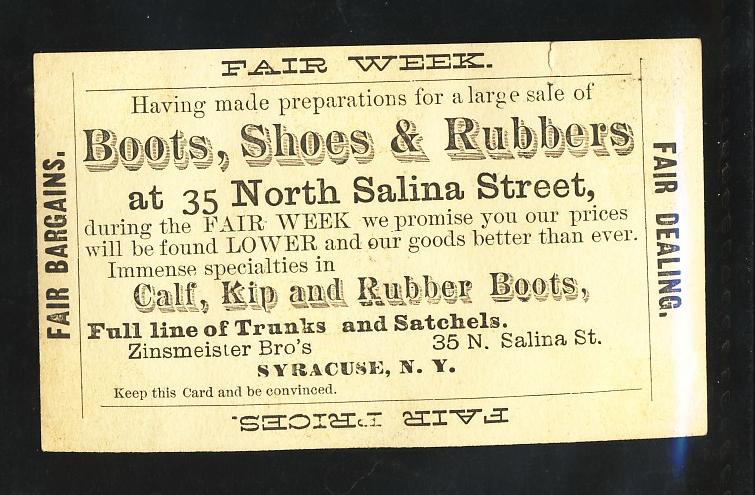 FAIR WEEK.
FAIR BARGAINS.
Having made preparations for a large sale of
Boots, Shoes & Rubbers
at 35 North Salina Street,
during the FAIR WEEK we promise you our prices
will be found LOWER and our goods better than ever.
Immense specialties in
Calf, Kip and Rubber Boots,
Full line of Trunks and Satchels.
Zinsmeister Bro's 35 N. Salina St.
SYRACUSE, N. Y.
Keep this Card and be convinced.
FAIR DEALING.
FAIR PRICES.